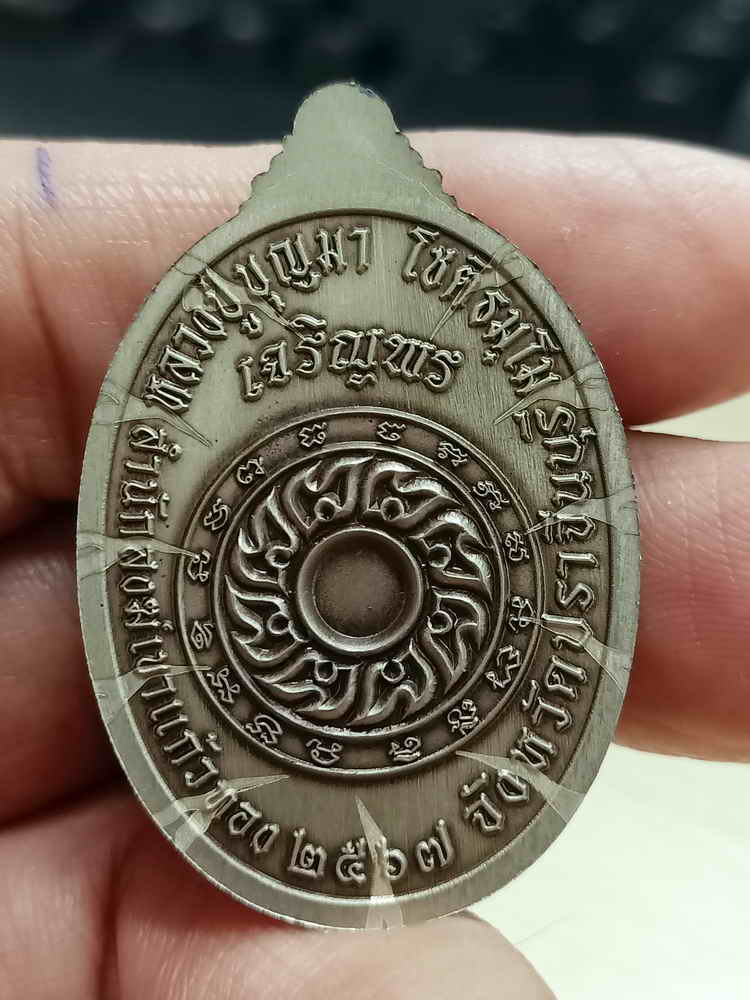 หลวงปู่บุญมา โชติธมฺโม
เจริญพร
สำนักสงฆ์เขาแก้วทอง ๒๕๖๗ จังหวัดปราจีนบุรี